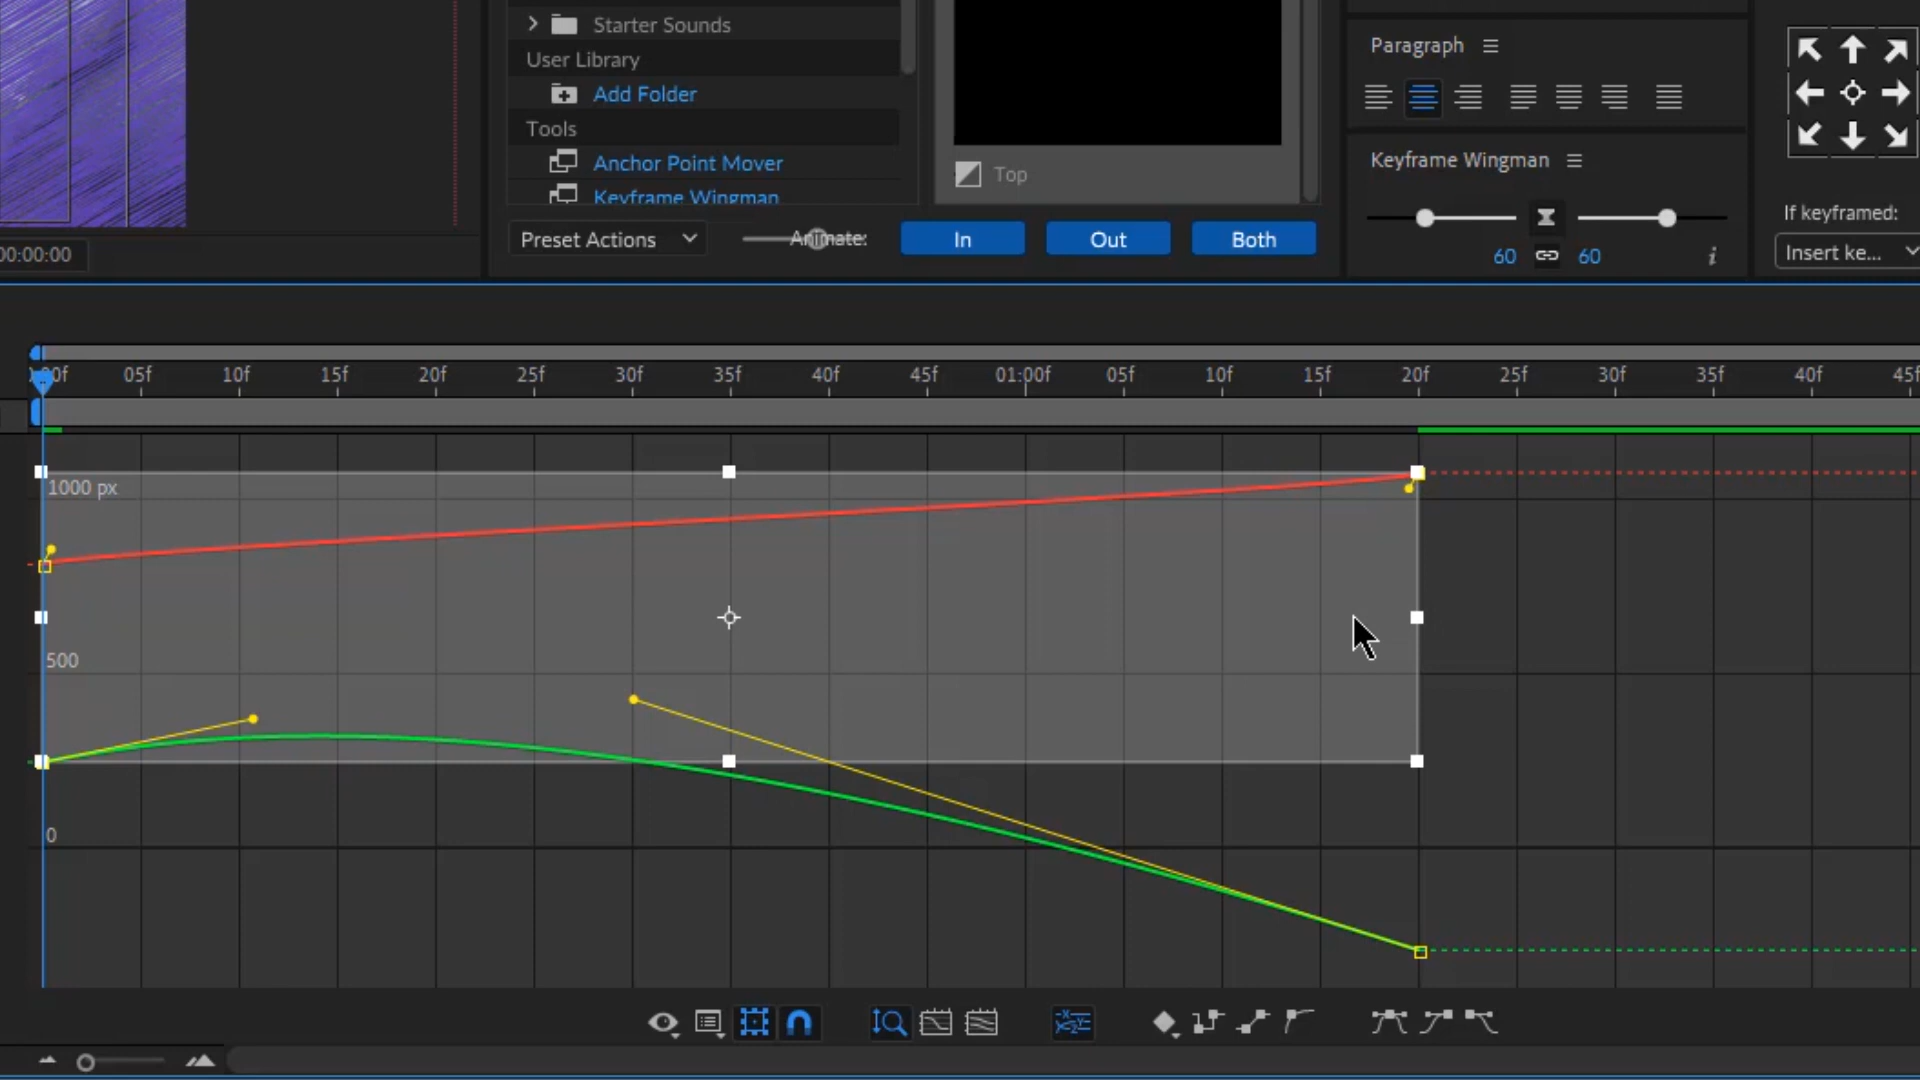 Starter Sounds
User Library
Add Folder
Tools
Anchor Point Mover
Keyframe Wingman
Preset Actions
Animate:
In
Out
Both
Top
Paragraph
Keyframe Wingman
60
60
i
If keyframed:
Insert ke...
00:00:00
00f 05f 10f 15f 20f 25f 30f 35f 40f 45f 01:00f 05f 10f 15f 20f 25f 30f 35f 40f 45f
1000 px
500
0